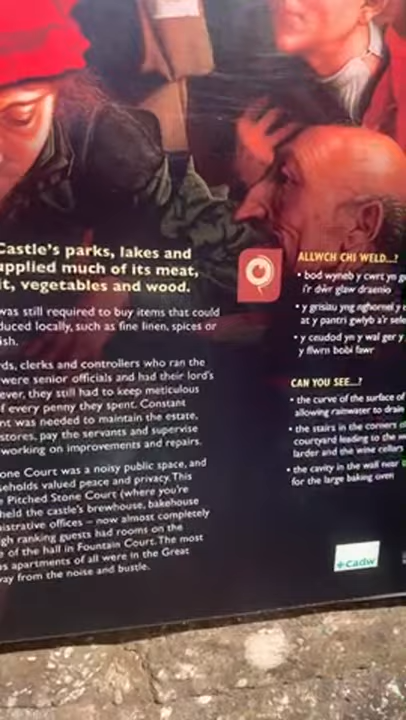 Castle's parks, lakes and
upplied much of its meat,
it, vegetables and wood.
was still required to buy items that could
duced locally, such as fine linen, spices or
ish.
rds, clerks and controllers who ran the
were senior officials and had their lord's
ever, they still had to keep meticulous
f every penny they spent. Constant
nt was needed to maintain the estate,
stores, pay the servants and supervise
working on improvements and repairs.
one Court was a noisy public space, and
seholds valued peace and privacy. This
e Pitched Stone Court (where you're
held the castle's brewhouse, bakehouse
nistrative offices – now almost completely
igh ranking guests had rooms on the
e of the hall in Fountain Court. The most
s apartments of all were in the Great
way from the noise and bustle.
ALLWCH CHI WELD...?
• bod wyneb y cwrt yn g
i'r dŵr glaw draenio
• y grisiau yng nghornel y c
at y pantri gwlyb a'r sele
• y ceudod yn y wal ger y
y ffwrn bobi fawr
CAN YOU SEE...?
• the curve of the surface of
allowing rainwater to drain
• the stairs in the corners of
courtyard leading to the w
larder and the wine cellars
• the cavity in the wall near
for the large baking oven
cadw